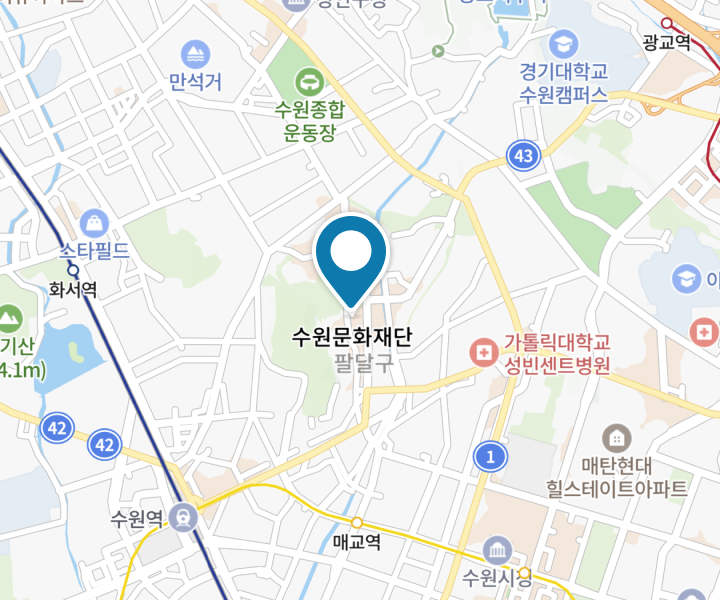 광교역
만석거
경기대학교
수원캠퍼스
수원종합
운동장
43
스타필드
화서역
기산
4.1m)
수원문화재단
팔달구
가톨릭대학교
성빈센트병원
42
42
1
매탄현대
힐스테이트아파트
수원역
매교역
수원시청